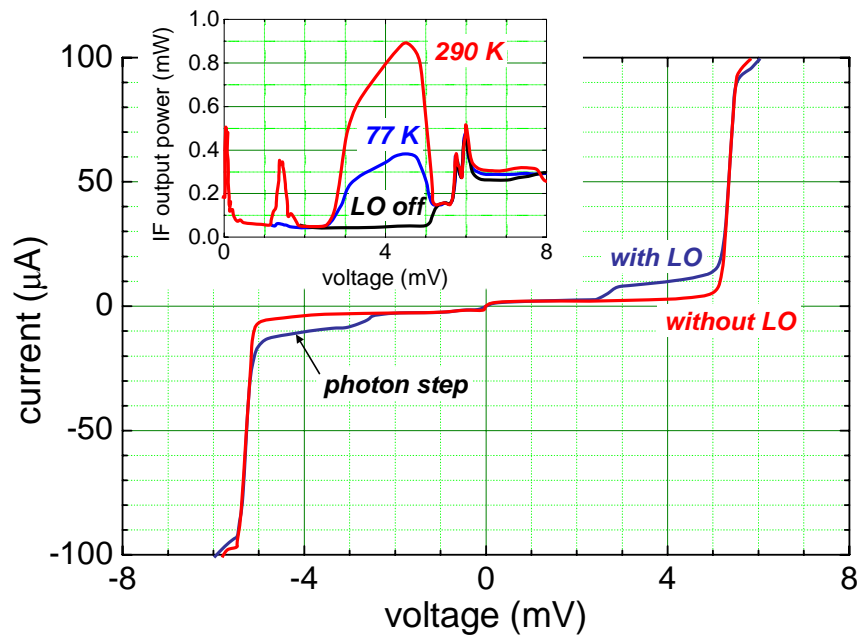 1.0
0.8
0.6
0.4
0.2
0.0
IF output power (mW)
290 K
77 K
LO off
0
4
8
voltage (mV)
100
50
0
-50
-100
current (μA)
with LO
without LO
photon step
-8
-4
0
4
8
voltage (mV)